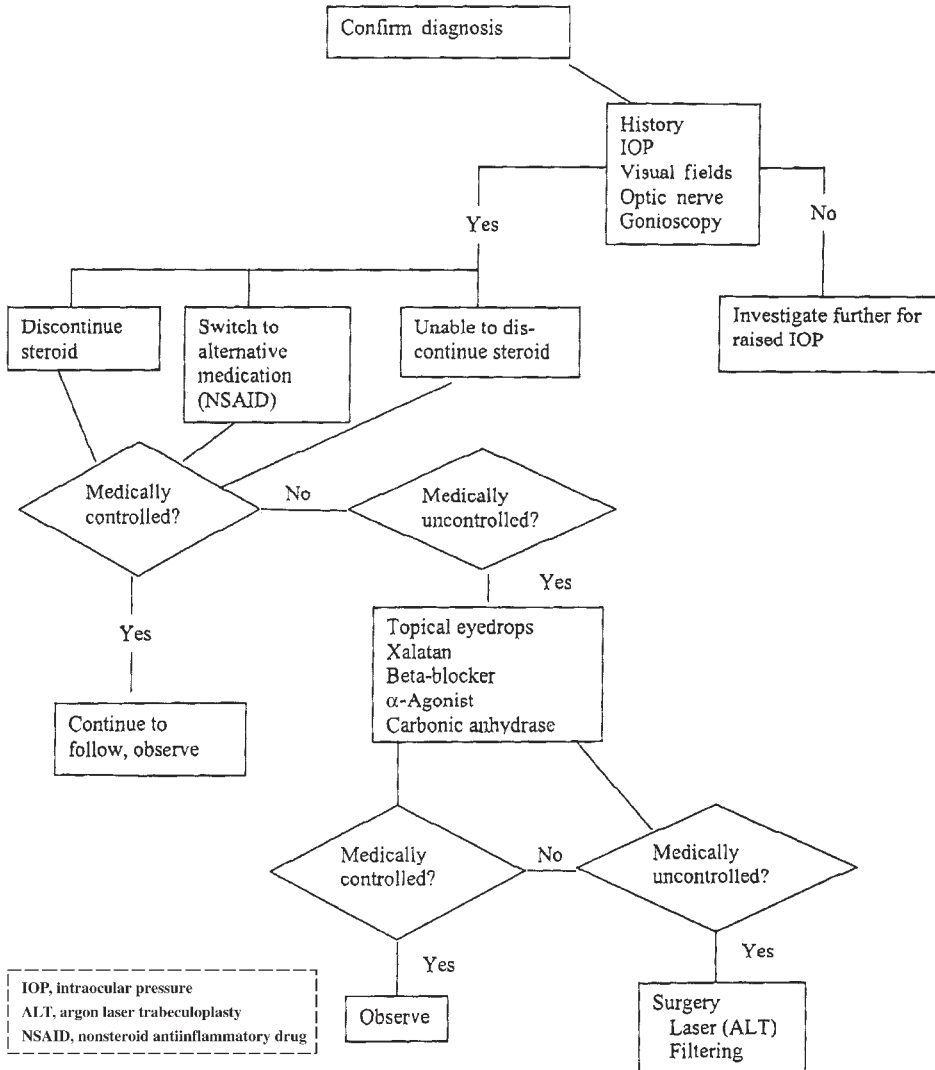 Confirm diagnosis
History
IOP
Visual fields
Optic nerve
Gonioscopy
Yes
No
Discontinue
steroid
Switch to
alternative
medication
(NSAID)
Unable to dis-
continue steroid
Investigate further for
raised IOP
Medically
controlled?
No
Medically
uncontrolled?
Yes
Yes
Continue to
follow, observe
Topical eyedrops
Xalatan
Beta-blocker
α-Agonist
Carbonic anhydrase
Medically
controlled?
No
Medically
uncontrolled?
Yes
Yes
Observe
Surgery
Laser (ALT)
Filtering
IOP, intraocular pressure
ALT, argon laser trabeculoplasty
NSAID, nonsteroid antiinflammatory drug